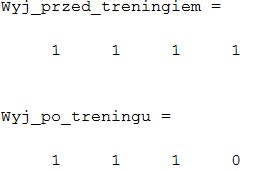 Wyj_przed_treningiem =
1 1 1 1
Wyj_po_treningu =
1 1 1 0